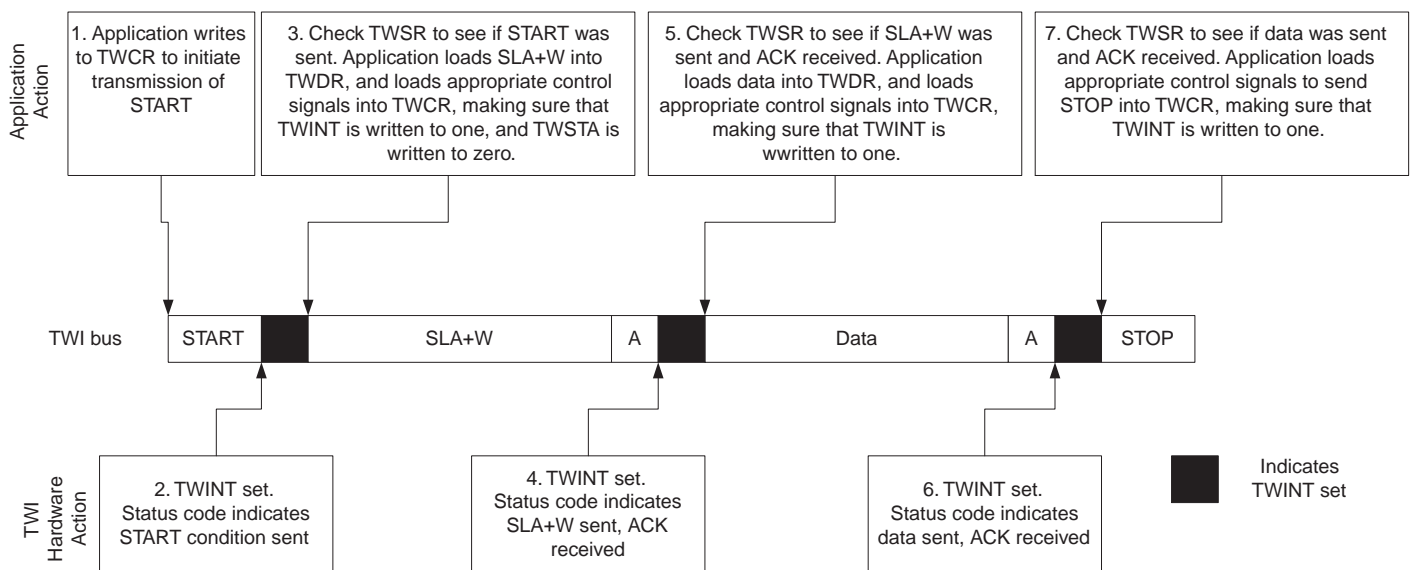 Application
Action
1. Application writes
to TWCR to initiate
transmission of
START
3. Check TWSR to see if START was
sent. Application loads SLA+W into
TWDR, and loads appropriate control
signals into TWCR, making sure that
TWINT is written to one, and TWSTA is
written to zero.
5. Check TWSR to see if SLA+W was
sent and ACK received. Application
loads data into TWDR, and loads
appropriate control signals into TWCR,
making sure that TWINT is
wwritten to one.
7. Check TWSR to see if data was sent
and ACK received. Application loads
appropriate control signals to send
STOP into TWCR, making sure that
TWINT is written to one.
TWI bus
START
SLA+W
A
Data
A
STOP
TWI
Hardware
Action
2. TWINT set.
Status code indicates
START condition sent
4. TWINT set.
Status code indicates
SLA+W sent, ACK
received
6. TWINT set.
Status code indicates
data sent, ACK received
Indicates
TWINT set